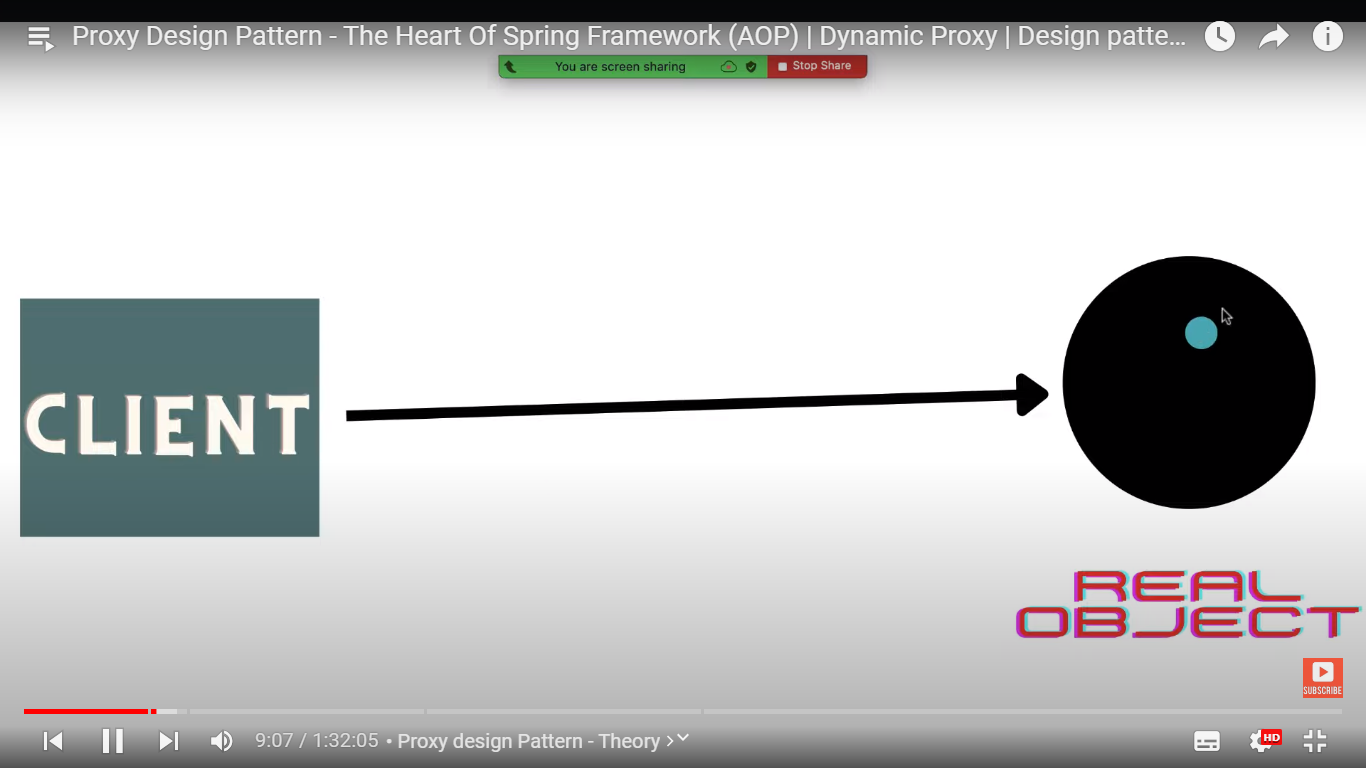 Proxy Design Pattern - The Heart Of Spring Framework (AOP) | Dynamic Proxy | Design patte...
You are screen sharing
Stop Share
CLIENT
REAL
OBJECT
SUBSCRIBE
9:07 / 1:32:05 • Proxy design Pattern - Theory
HD